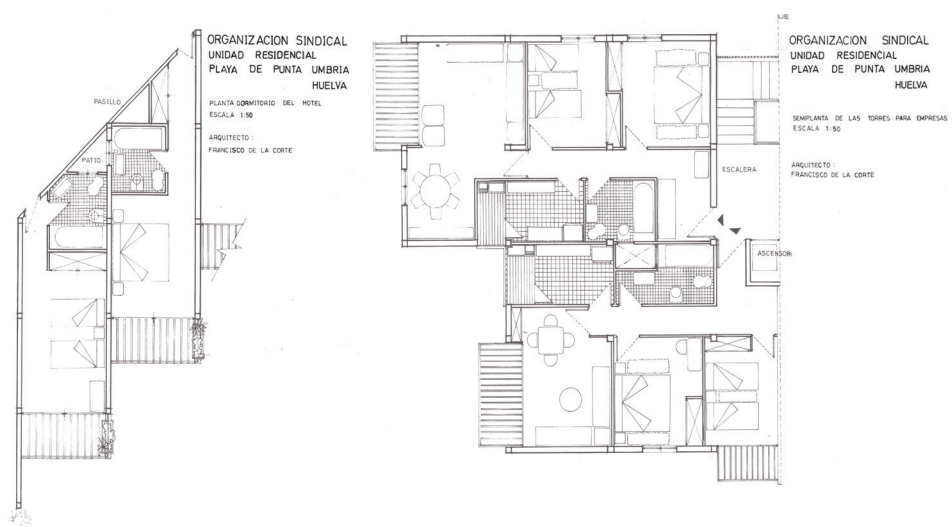 ORGANIZACION SINDICAL
UNIDAD RESIDENCIAL
PLAYA DE PUNTA UMBRIA
HUELVA
PLANTA DORMITORIO DEL HOTEL
ESCALA 1:50
ARQUITECTO :
FRANCISCO DE LA CORTE
PASILLO
PATIO
EJE
ORGANIZACION SINDICAL
UNIDAD RESIDENCIAL
PLAYA DE PUNTA UMBRIA
HUELVA
SEMIPLANTA DE LAS TORRES PARA EMPRESAS
ESCALA 1:50
ARQUITECTO :
FRANCISCO DE LA CORTE
ESCALERA
ASCENSOR